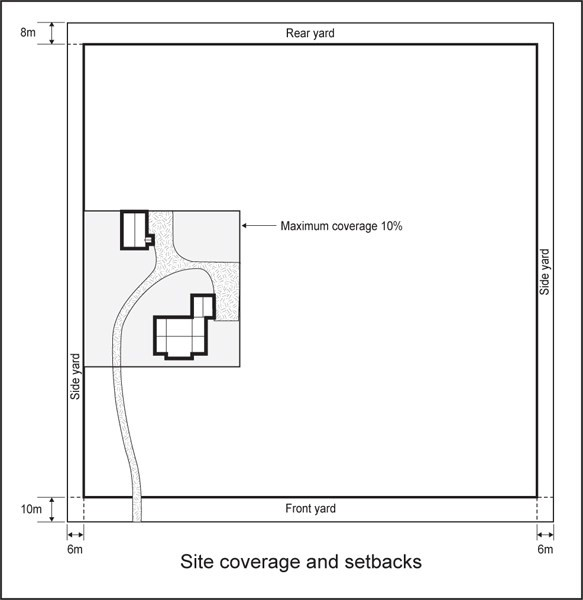 8m
Rear yard
Maximum coverage 10%
Side yard
Side yard
10m
Front yard
6m
6m
Site coverage and setbacks